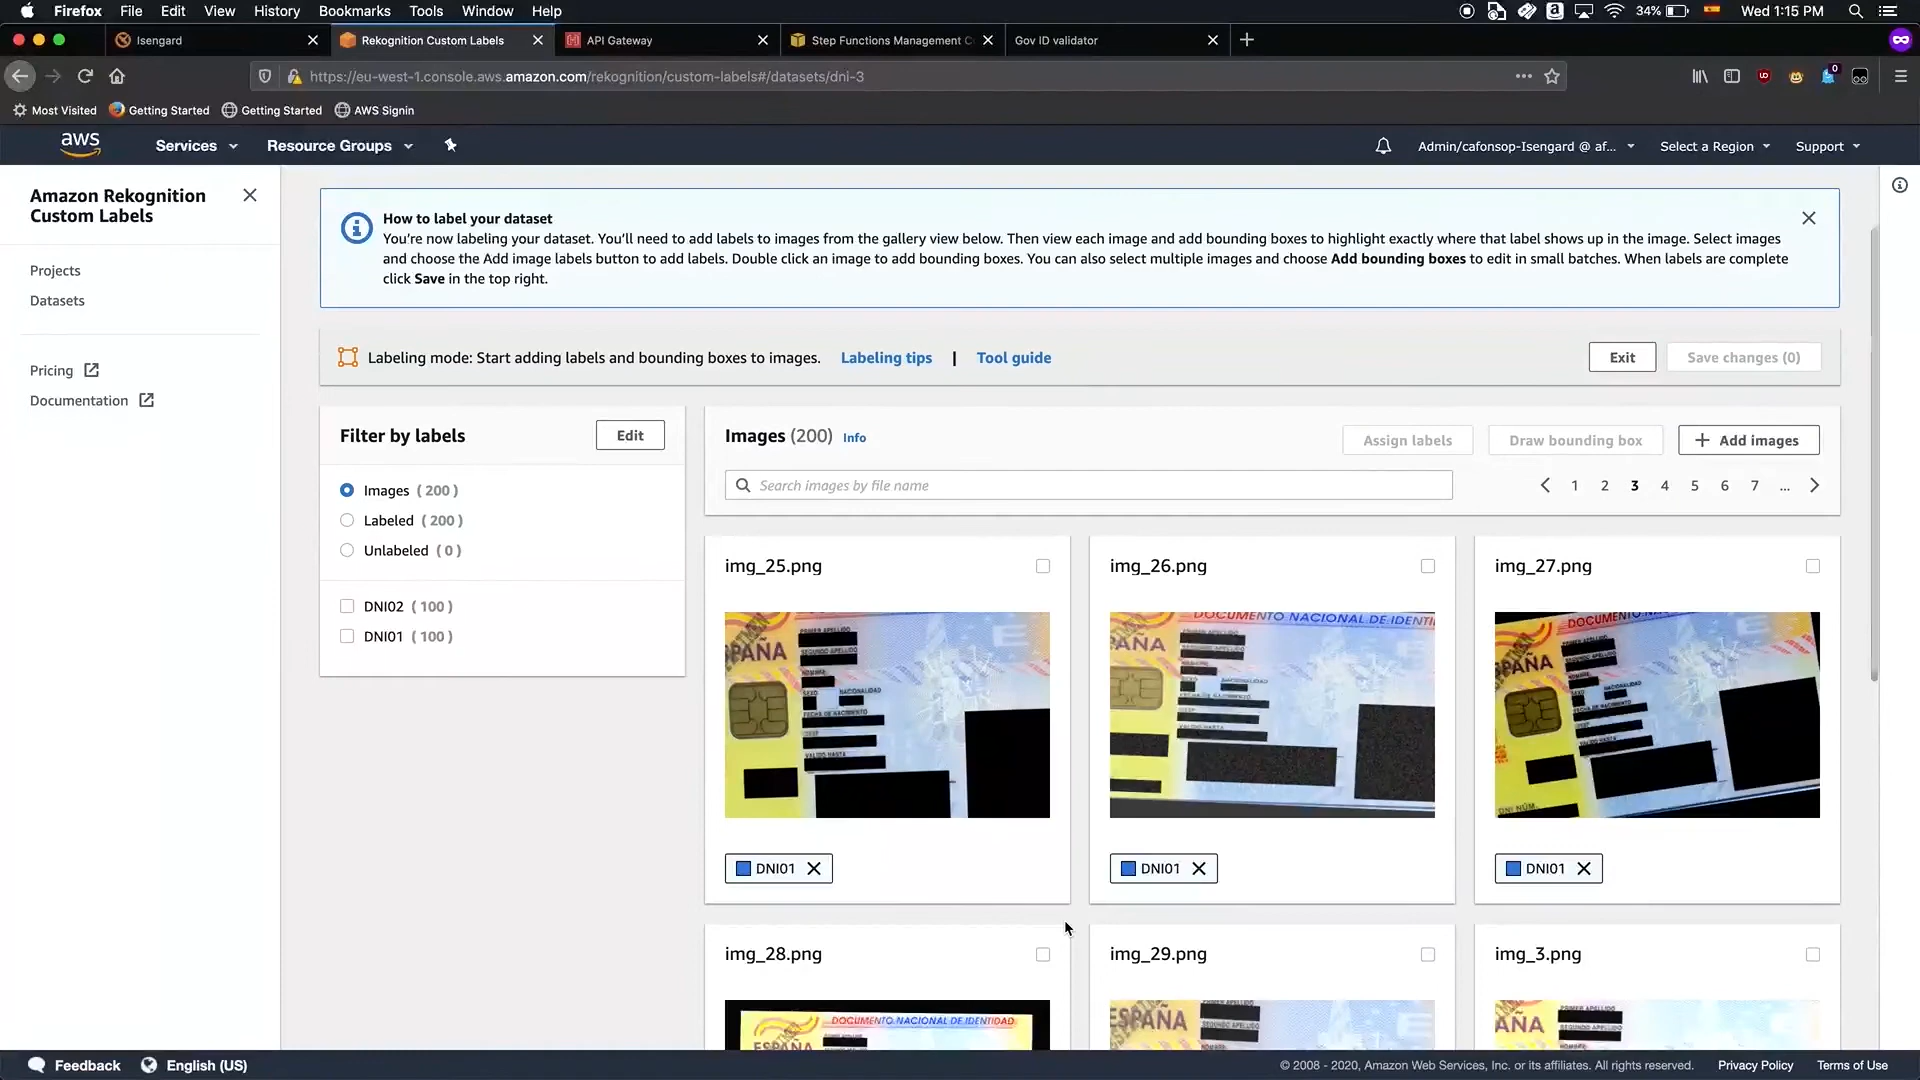 Firefox File Edit View History Bookmarks Tools Window Help
34% Wed 1:15 PM
Isengard
Rekognition Custom Labels
API Gateway
Step Functions Management C
Gov ID validator
https://eu-west-1.console.aws.amazon.com/rekognition/custom-labels#/datasets/dni-3
0
Most Visited
Getting Started
Getting Started
AWS Signin
aws
Services
Resource Groups
Admin/cafonsop-Isengard @ af...
Select a Region
Support
Amazon Rekognition
Custom Labels
Projects
Datasets
Pricing
Documentation
How to label your dataset
You're now labeling your dataset. You'll need to add labels to images from the gallery view below. Then view each image and add bounding boxes to highlight exactly where that label shows up in the image. Select images
and choose the Add image labels button to add labels. Double click an image to add bounding boxes. You can also select multiple images and choose Add bounding boxes to edit in small batches. When labels are complete
click Save in the top right.
Labeling mode: Start adding labels and bounding boxes to images. Labeling tips | Tool guide
Exit
Save changes (0)
Filter by labels
Edit
Images ( 200 )
Labeled ( 200 )
Unlabeled ( 0 )
DNI02 ( 100 )
DNI01 ( 100 )
Images (200) Info
Assign labels
Draw bounding box
+ Add images
Search images by file name
< 1 2 3 4 5 6 7 ... >
img_25.png
img_26.png
img_27.png
PRIMER APELLIDO
PAÑA
SEGUNDO APELLIDO
NOMBRE
SEXO NACIONALIDAD
FECHA DE NACIMIENTO
VALIDO HASTA
DOCUMENTO NACIONAL DE IDENTI
PAÑA
SEGUNDO APELLIDO
DOCUMENTO NACIONAL DE
ESPAÑA
NACIONALIDAD
FECHA DE NACIMIENTO
VALIDO HASTA
DNI NÚM.
DNI01
DNI01
DNI01
img_28.png
img_29.png
img_3.png
DOCUMENTO NACIONAL DE IDENTIDAD
ESPAÑA
ESPAÑA
SEGUNDO APELLIDO
PRIMER APELLIDO
AÑA
SEGUNDO APELLIDO
Feedback
English (US)
© 2008 - 2020, Amazon Web Services, Inc. or its affiliates. All rights reserved.
Privacy Policy
Terms of Use